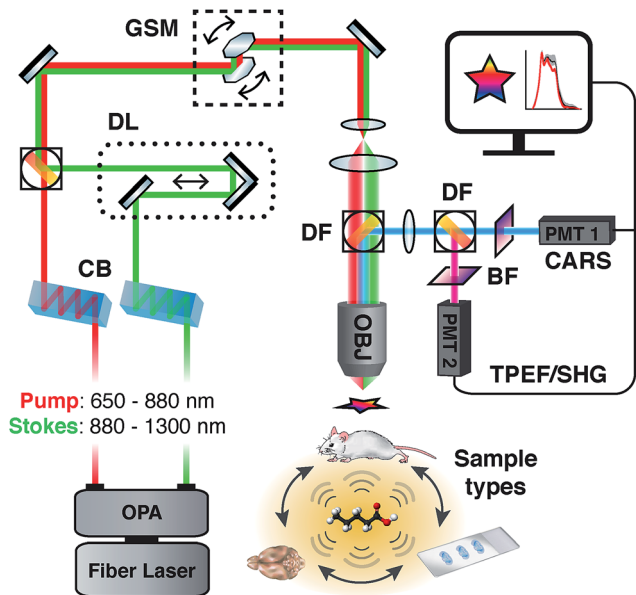 GSM
DL
DF
DF
PMT 1
CARS
BF
CB
OBJ
PMT 2
TPEF/SHG
Pump: 650 - 880 nm
Stokes: 880 - 1300 nm
Sample
types
OPA
Fiber Laser